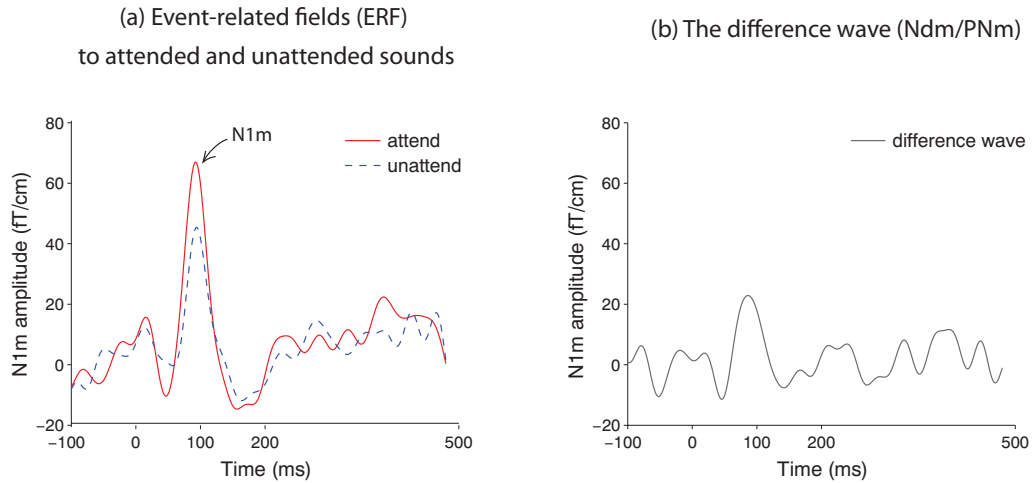 (a) Event-related fields (ERF)
to attended and unattended sounds
N1m amplitude (fT/cm)
80
60
40
20
0
−20
−100
0
100
200
500
Time (ms)
N1m
attend
unattend
(b) The difference wave (Ndm/PNm)
N1m amplitude (fT/cm)
80
60
40
20
0
−20
−100
0
100
200
500
Time (ms)
difference wave